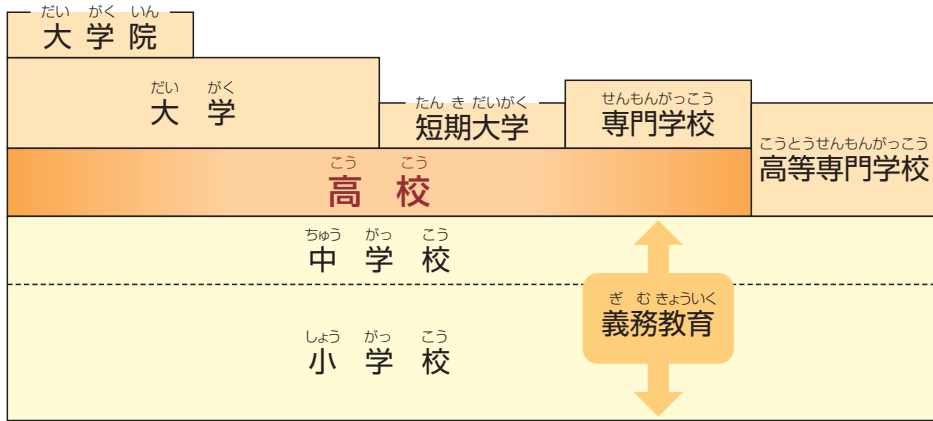 だいがくいん
大学院
だいがく
大学
たんきだいがく
短期大学
せんもんがっこう
専門学校
こうとうせんもんがっこう
高等専門学校
こうこう
高校
ちゅうがっこう
中学校
ぎむきょういく
義務教育
しょうがっこう
小学校